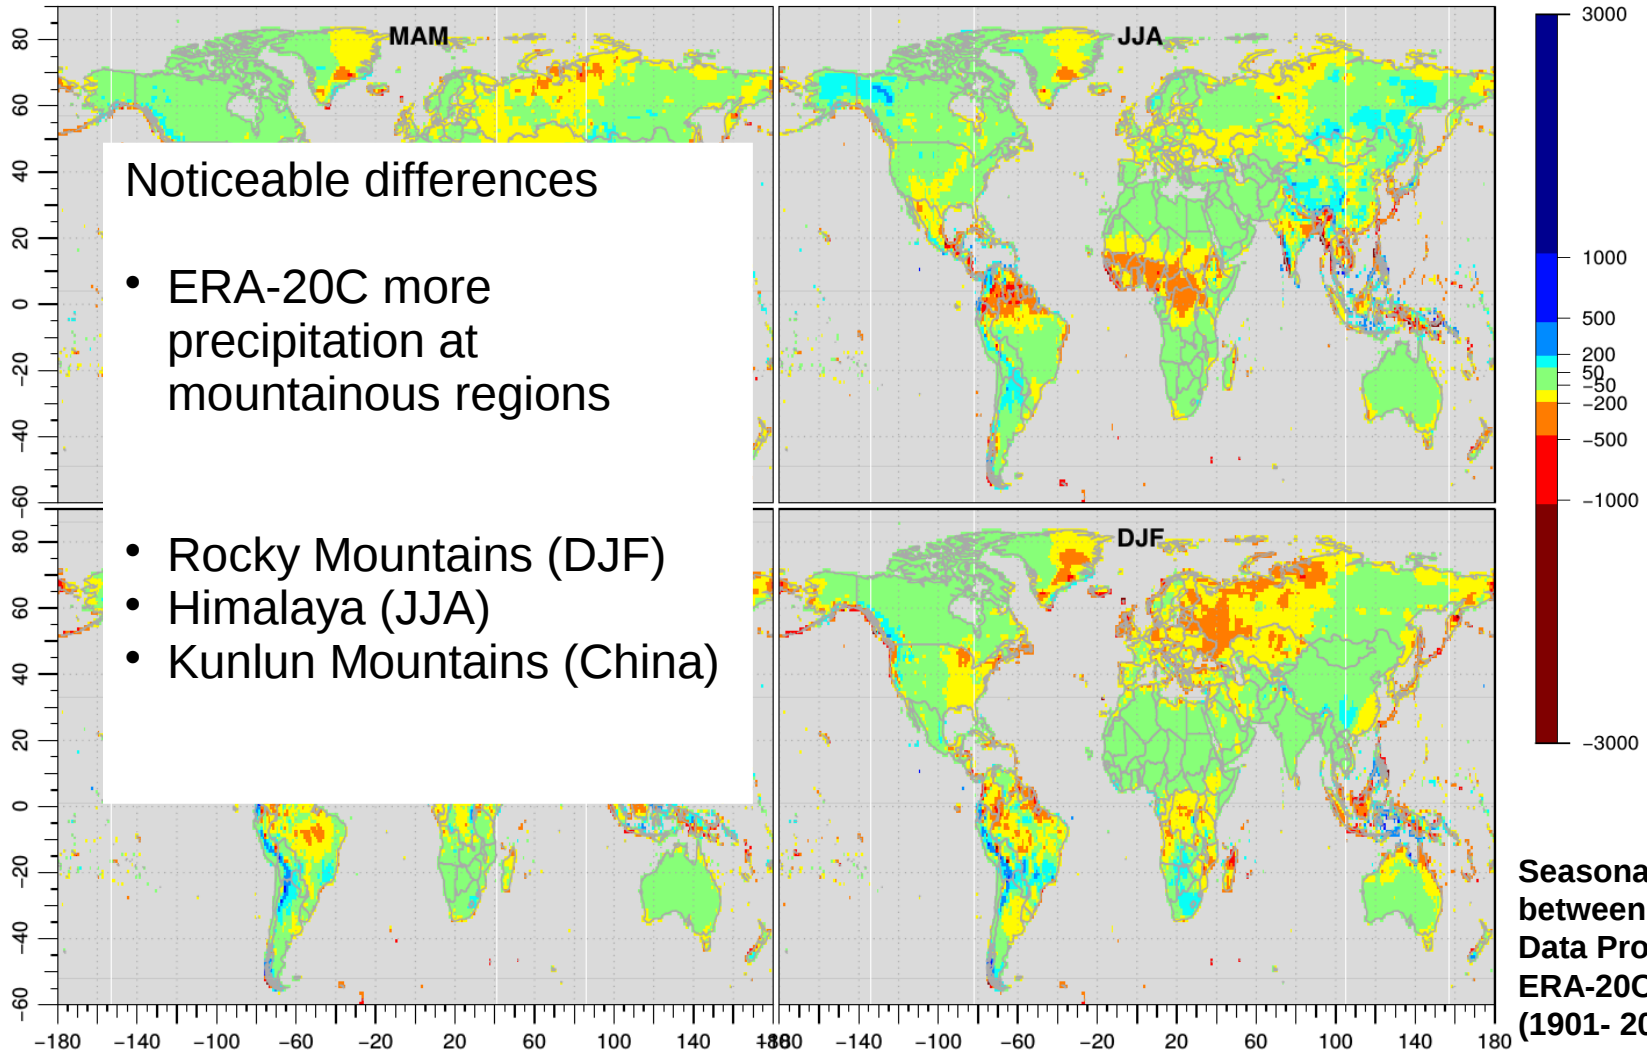 MAM
JJA
80
60
40
20
0
−20
−40
−60
Noticeable differences
• ERA-20C more
precipitation at
mountainous regions
• Rocky Mountains (DJF)
• Himalaya (JJA)
• Kunlun Mountains (China)
DJF
80
60
40
20
0
−20
−40
−60
−180 −140 −100 −60 −20 20 60 100 140
−140 −100 −60 −20 20 60 100 140 180
3000
1000
500
200
50
−50
−200
−500
−1000
−3000
Seasona
between
Data Pro
ERA-20C
(1901- 20